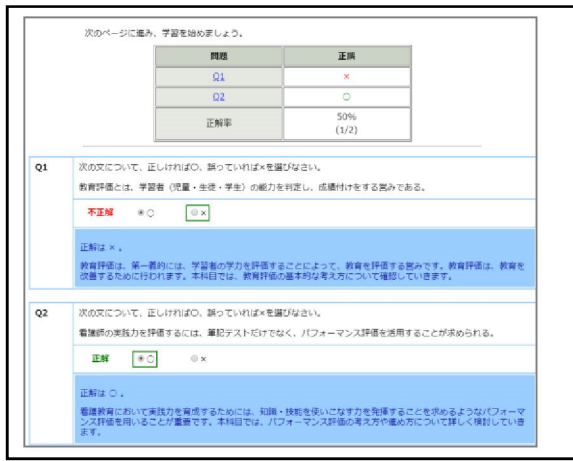 次のページに進み、学習を始めましょう。
問題 正誤
Q1 ×
Q2 〇
正解率 50%
(1/2)
Q1 次の文について、正しければ〇、誤っていれば×を選びなさい。
教育評価とは、学習者（児童・生徒・学生）の能力を判定し、成績付けをする営みである。
不正解 〇 ×
正解は × 。
教育評価は、第一義的には、学習者の学力を評価することによって、教育を評価する営みです。教育評価は、教育を
改善するために行われます。本科目では、教育評価の基本的な考え方について確認していきます。
Q2 次の文について、正しければ〇、誤っていれば×を選びなさい。
看護師の実践力を評価するには、筆記テストだけでなく、パフォーマンス評価を活用することが求められる。
正解 〇 ×
正解は 〇 。
看護教育において実践力を育成するためには、知識・技能を使いこなす力を発揮することを求めるようなパフォーマ
ンス評価を用いることが重要です。本科目では、パフォーマンス評価の考え方や進め方について詳しく検討していき
ます。